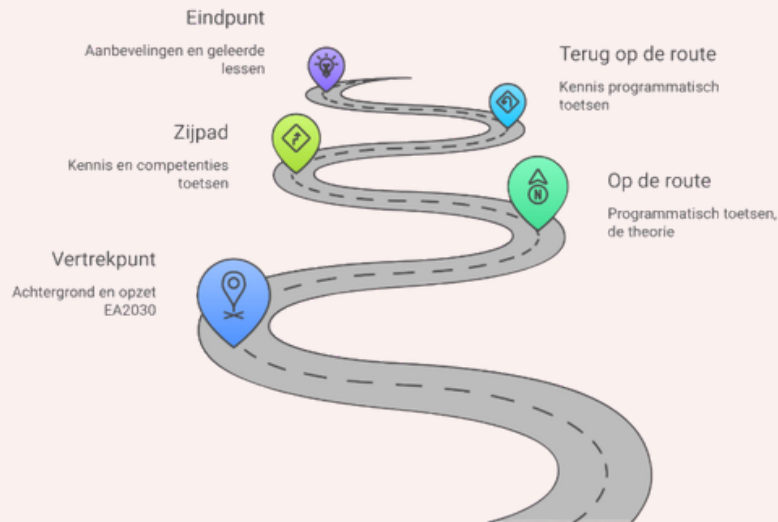 Eindpunt
Aanbevelingen en geleerde
lessen
Terug op de route
Kennis programmatisch
toetsen
Zijpad
Kennis en competenties
toetsen
Op de route
Programmatisch toetsen,
de theorie
Vertrekpunt
Achtergrond en opzet
EA2030
N